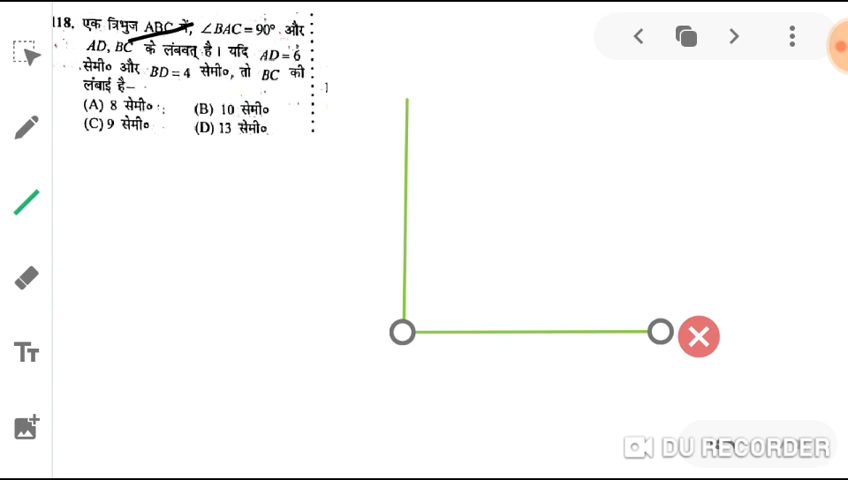 118. एक त्रिभुज ABC में, ∠BAC = 90° और
AD, BC के लंबवत् है। यदि AD = 6
सेमी० और BD = 4 सेमी०, तो BC की
लंबाई है–
(A) 8 सेमी० (B) 10 सेमी०
(C) 9 सेमी० (D) 13 सेमी०
TT
DU RECORDER